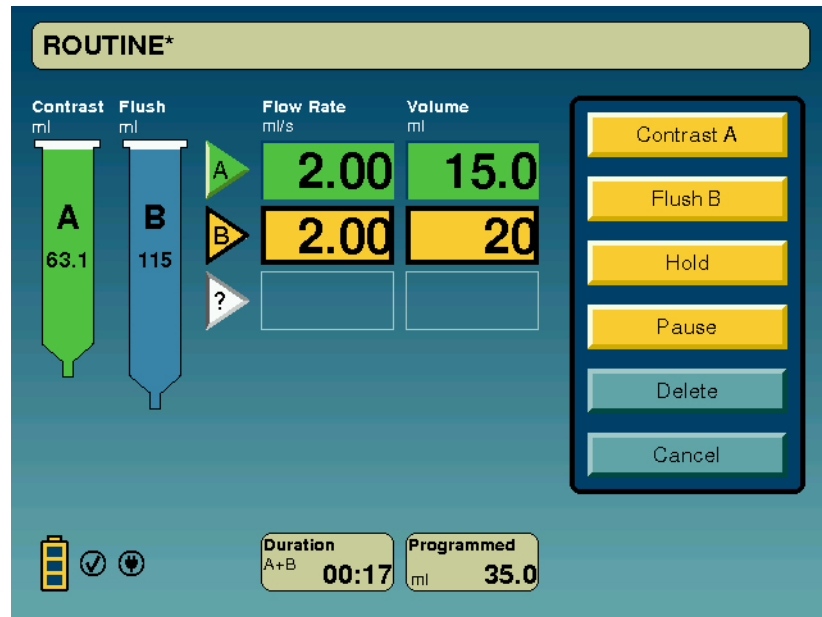 ROUTINE*
Contrast Flush Flow Rate Volume
ml ml ml/s ml
A 2.00 15.0
A B
63.1 115
B 2.00 20
?
Contrast A
Flush B
Hold
Pause
Delete
Cancel
Duration
A+B 00:17
Programmed
ml 35.0